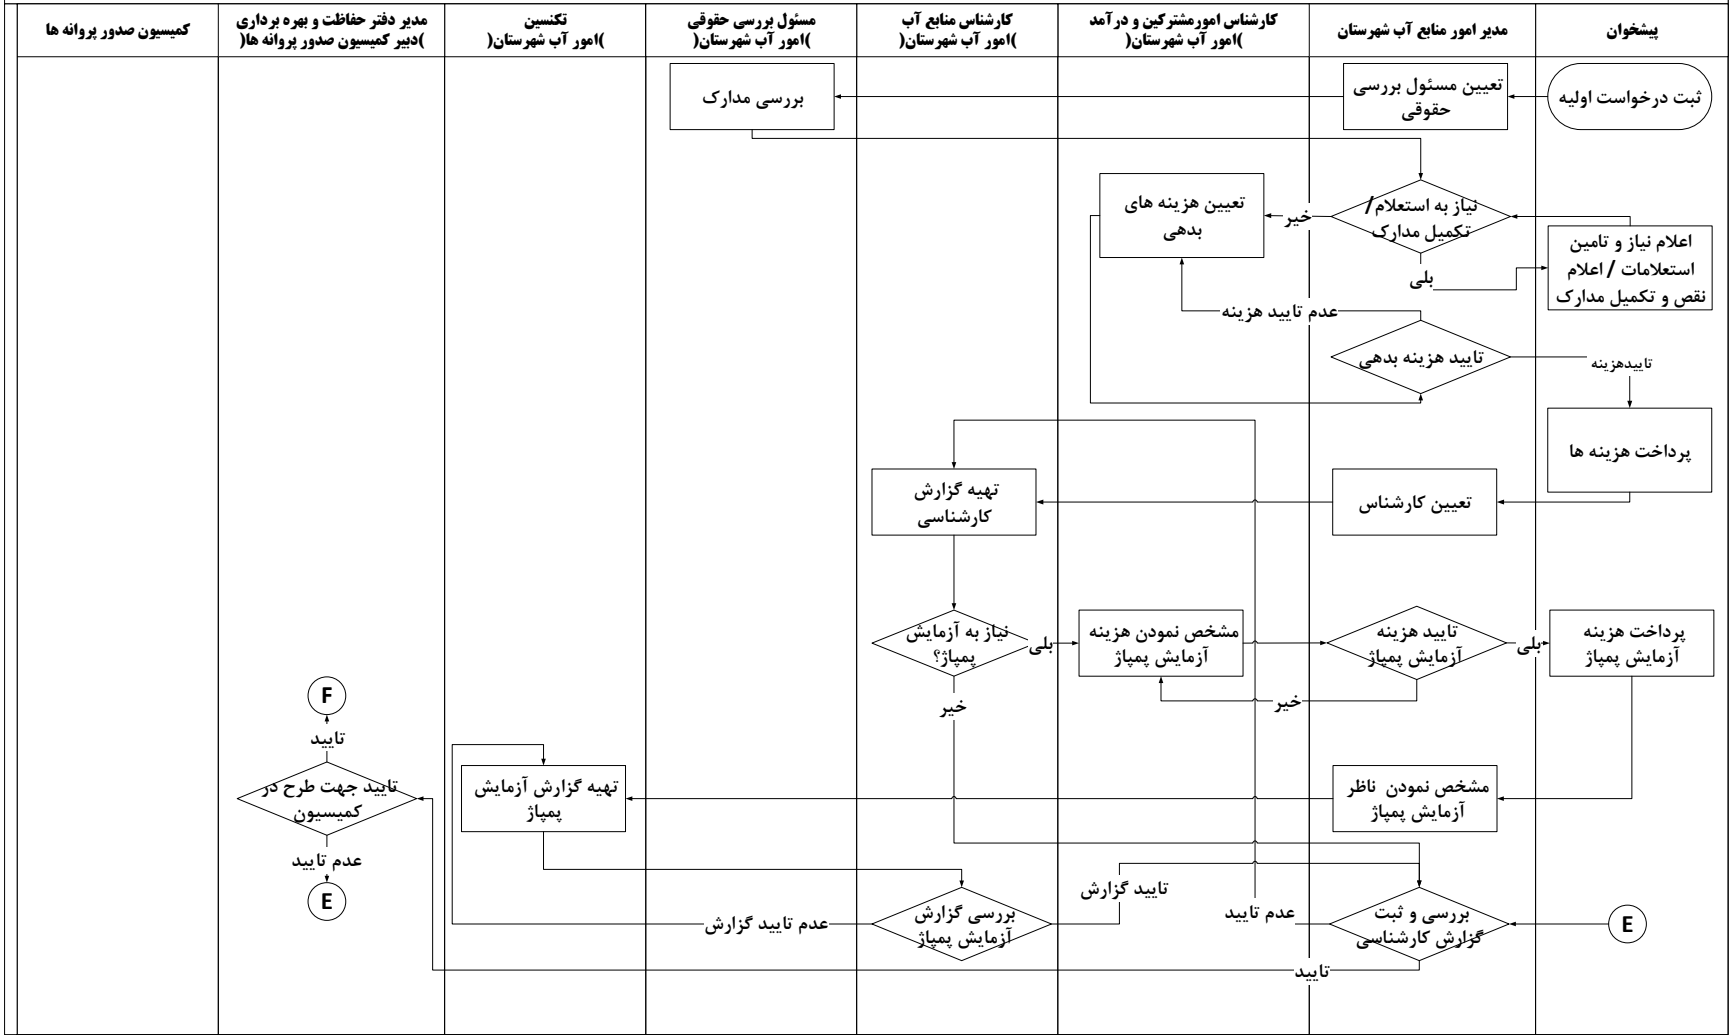 پیشخوان
مدیر امور منابع آب شهرستان
کارشناس امورمشترکین و درآمد
)امور آب شهرستان(
کارشناس منابع آب
)امور آب شهرستان(
مسئول بررسی حقوقی
)امور آب شهرستان(
تکنسین
)امور آب شهرستان(
مدیر دفتر حفاظت و بهره برداری
)دبیر کمیسیون صدور پروانه ها(
کمیسیون صدور پروانه ها
ثبت درخواست اولیه
تعیین مسئول بررسی
حقوقی
بررسی مدارک
نیاز به استعلام/
تکمیل مدارک
خیر
تعیین هزینه های
بدهی
بلی
اعلام نیاز و تامین
استعلامات / اعلام
نقص و تکمیل مدارک
عدم تایید هزینه
تایید هزینه بدهی
تاییدهزینه
پرداخت هزینه ها
تعیین کارشناس
تهیه گزارش
کارشناسی
نیاز به آزمایش
پمپاژ؟
بلی
مشخص نمودن هزینه
آزمایش پمپاژ
تایید هزینه
آزمایش پمپاژ
بلی
پرداخت هزینه
آزمایش پمپاژ
خیر
خیر
مشخص نمودن ناظر
آزمایش پمپاژ
تهیه گزارش آزمایش
پمپاژ
F
تایید
تایید جهت طرح در
کمیسیون
عدم تایید
E
بررسی گزارش
آزمایش پمپاژ
عدم تایید گزارش
تایید گزارش
عدم تایید
بررسی و ثبت
گزارش کارشناسی
E
تایید